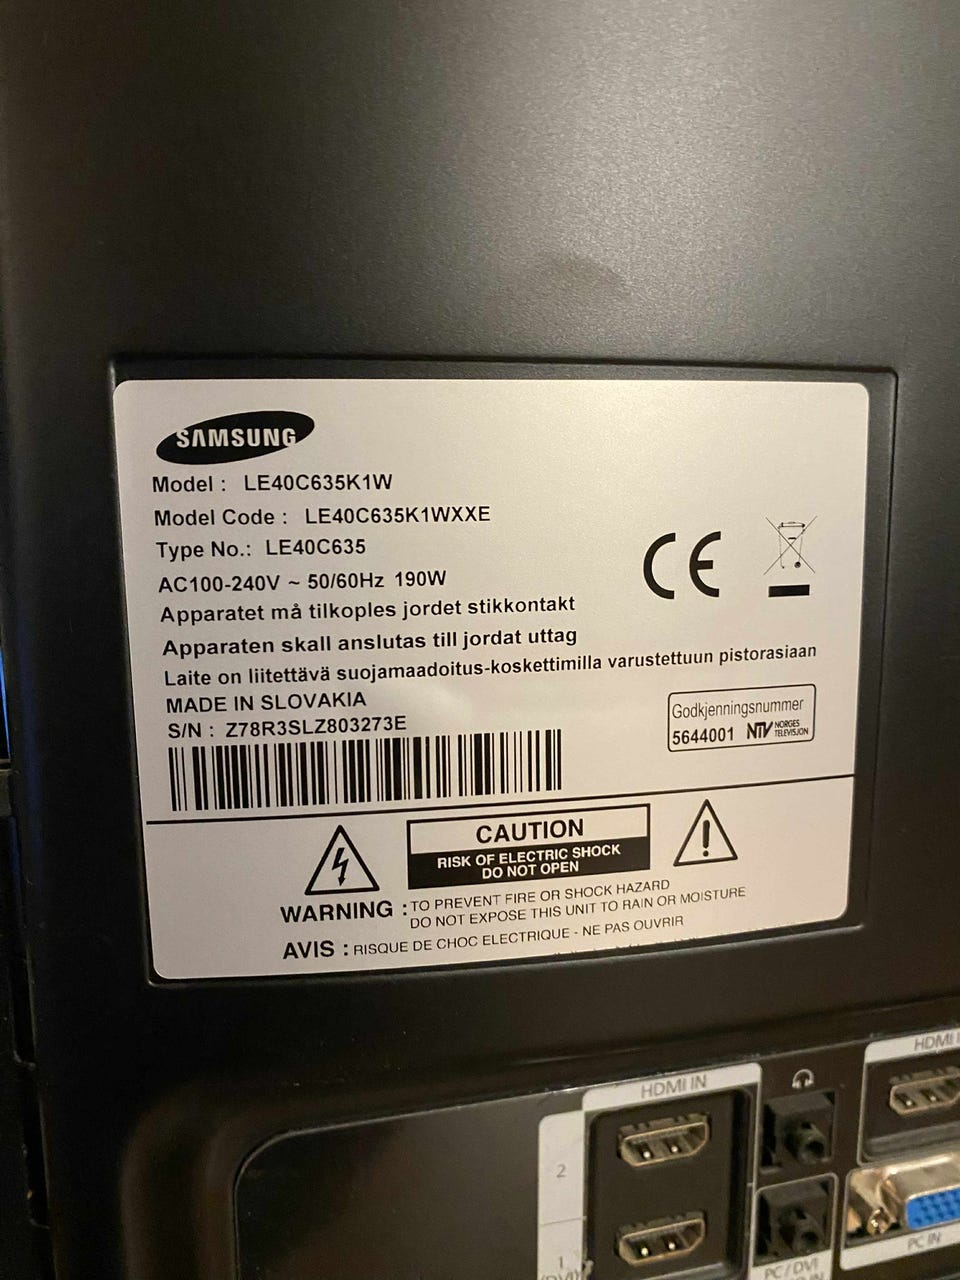 SAMSUNG
Model : LE40C635K1W
Model Code : LE40C635K1WXXE
Type No.: LE40C635
AC100-240V ~ 50/60Hz 190W
Apparatet må tilkoples jordet stikkontakt
Apparaten skall anslutas till jordat uttag
Laite on liitettävä suojamaadoitus-koskettimilla varustettuun pistorasiaan
MADE IN SLOVAKIA
S/N : Z78R3SLZ803273E
CE
Godkjenningsnummer
5644001 NTV NORGES
TELEVISJON
CAUTION
RISK OF ELECTRIC SHOCK
DO NOT OPEN
WARNING : TO PREVENT FIRE OR SHOCK HAZARD
DO NOT EXPOSE THIS UNIT TO RAIN OR MOISTURE
AVIS : RISQUE DE CHOC ELECTRIQUE - NE PAS OUVRIR
HDMI IN
HDMI
2
1
(DVI)
PC / DVI
PC IN